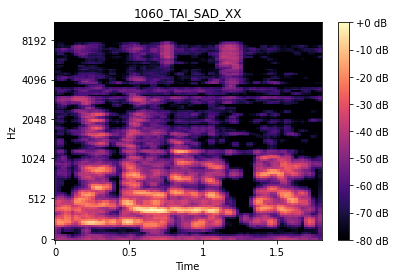 1060_TAI_SAD_XX
Hz
8192
4096
2048
1024
512
0
0
0.5
1
1.5
Time
+0 dB
-10 dB
-20 dB
-30 dB
-40 dB
-50 dB
-60 dB
-70 dB
-80 dB